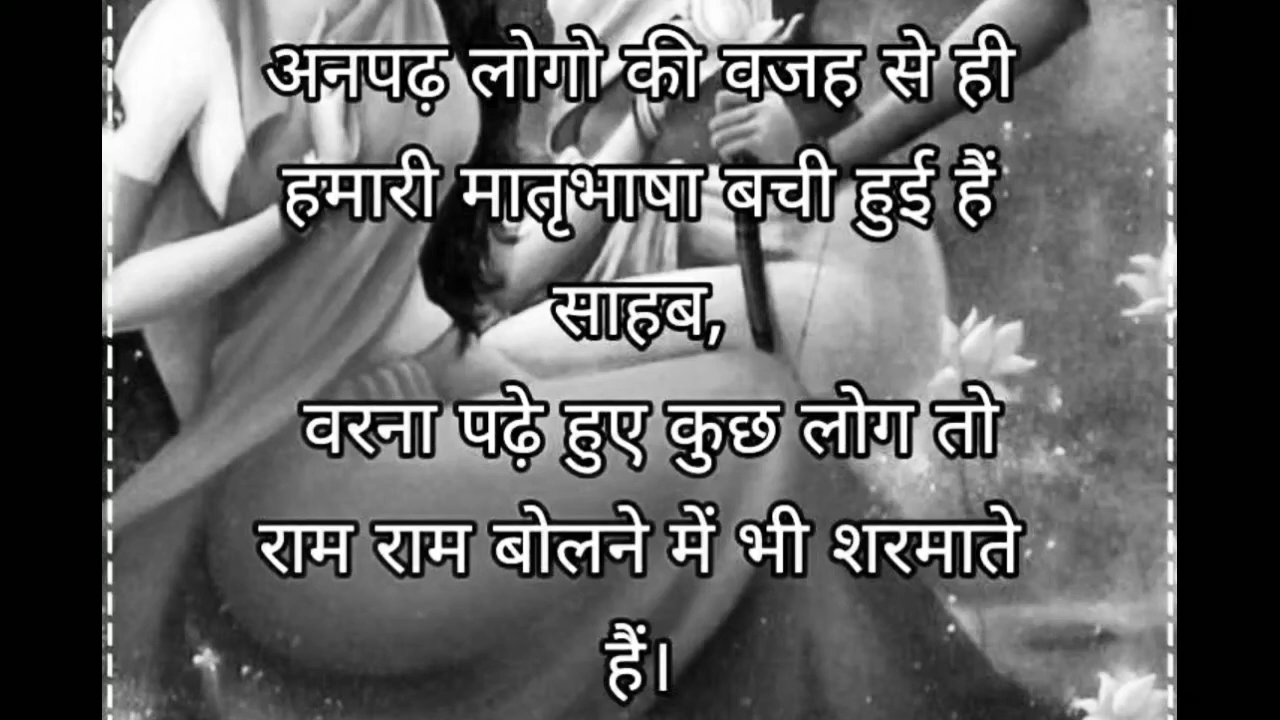 अनपढ़ लोगो की वजह से ही
हमारी मातृभाषा बची हुई हैं
साहब,
वरना पढ़े हुए कुछ लोग तो
राम राम बोलने में भी शरमाते
हैं।